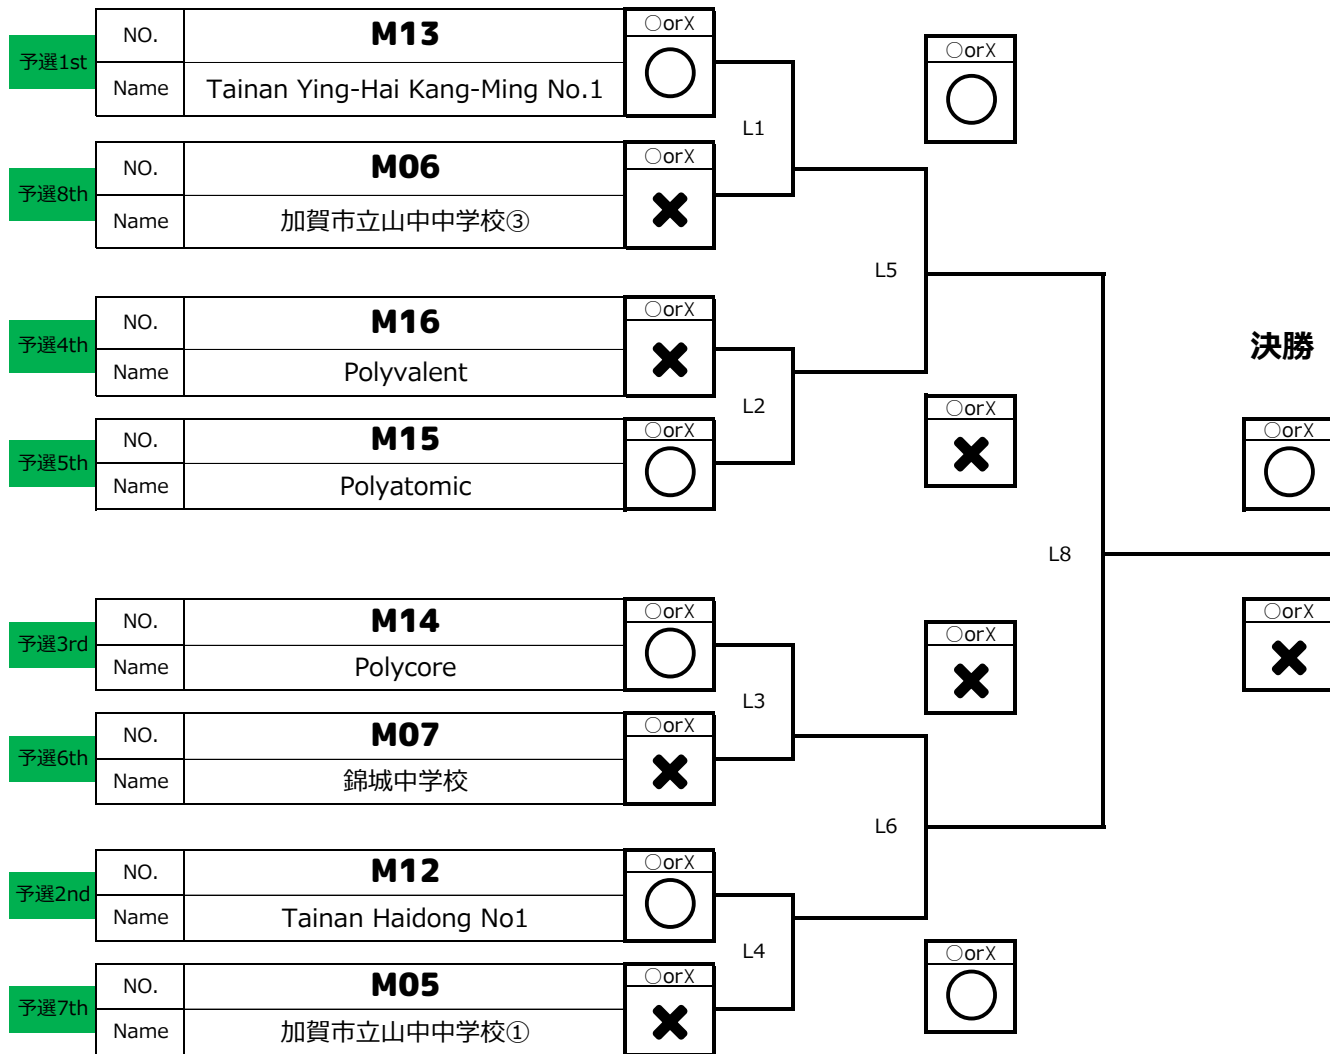 予選1st
NO.
M13
○orX
Name
Tainan Ying-Hai Kang-Ming No.1
○orX
L1
予選8th
NO.
M06
○orX
Name
加賀市立山中中学校③
L5
予選4th
NO.
M16
○orX
Name
Polyvalent
決勝
L2
○orX
予選5th
NO.
M15
○orX
Name
Polyatomic
○orX
L8
予選3rd
NO.
M14
○orX
Name
Polycore
○orX
○orX
L3
予選6th
NO.
M07
○orX
Name
錦城中学校
L6
予選2nd
NO.
M12
○orX
Name
Tainan Haidong No1
L4
○orX
予選7th
NO.
M05
○orX
Name
加賀市立山中中学校①